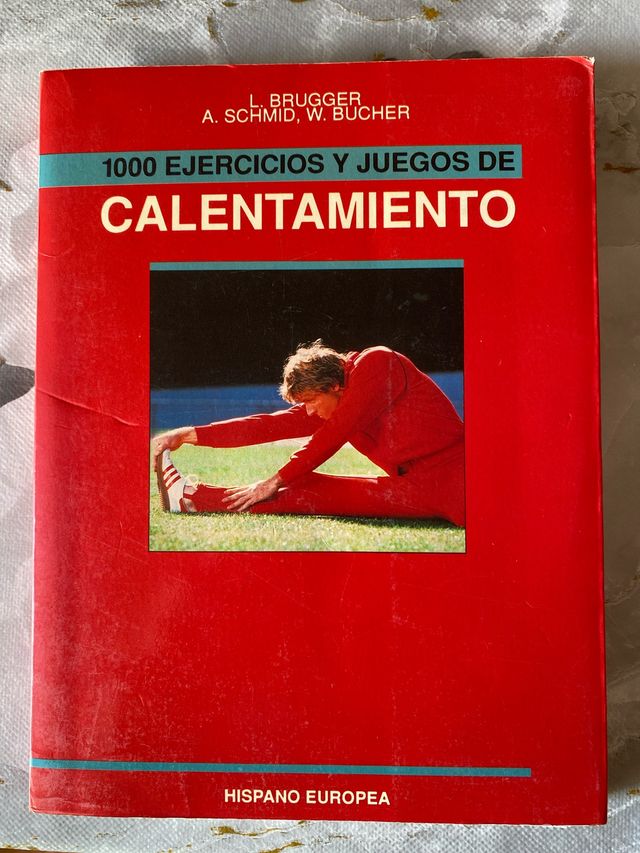 L. BRUGGER
A. SCHMID, W. BUCHER
1000 EJERCICIOS Y JUEGOS DE
CALENTAMIENTO
HISPANO EUROPEA